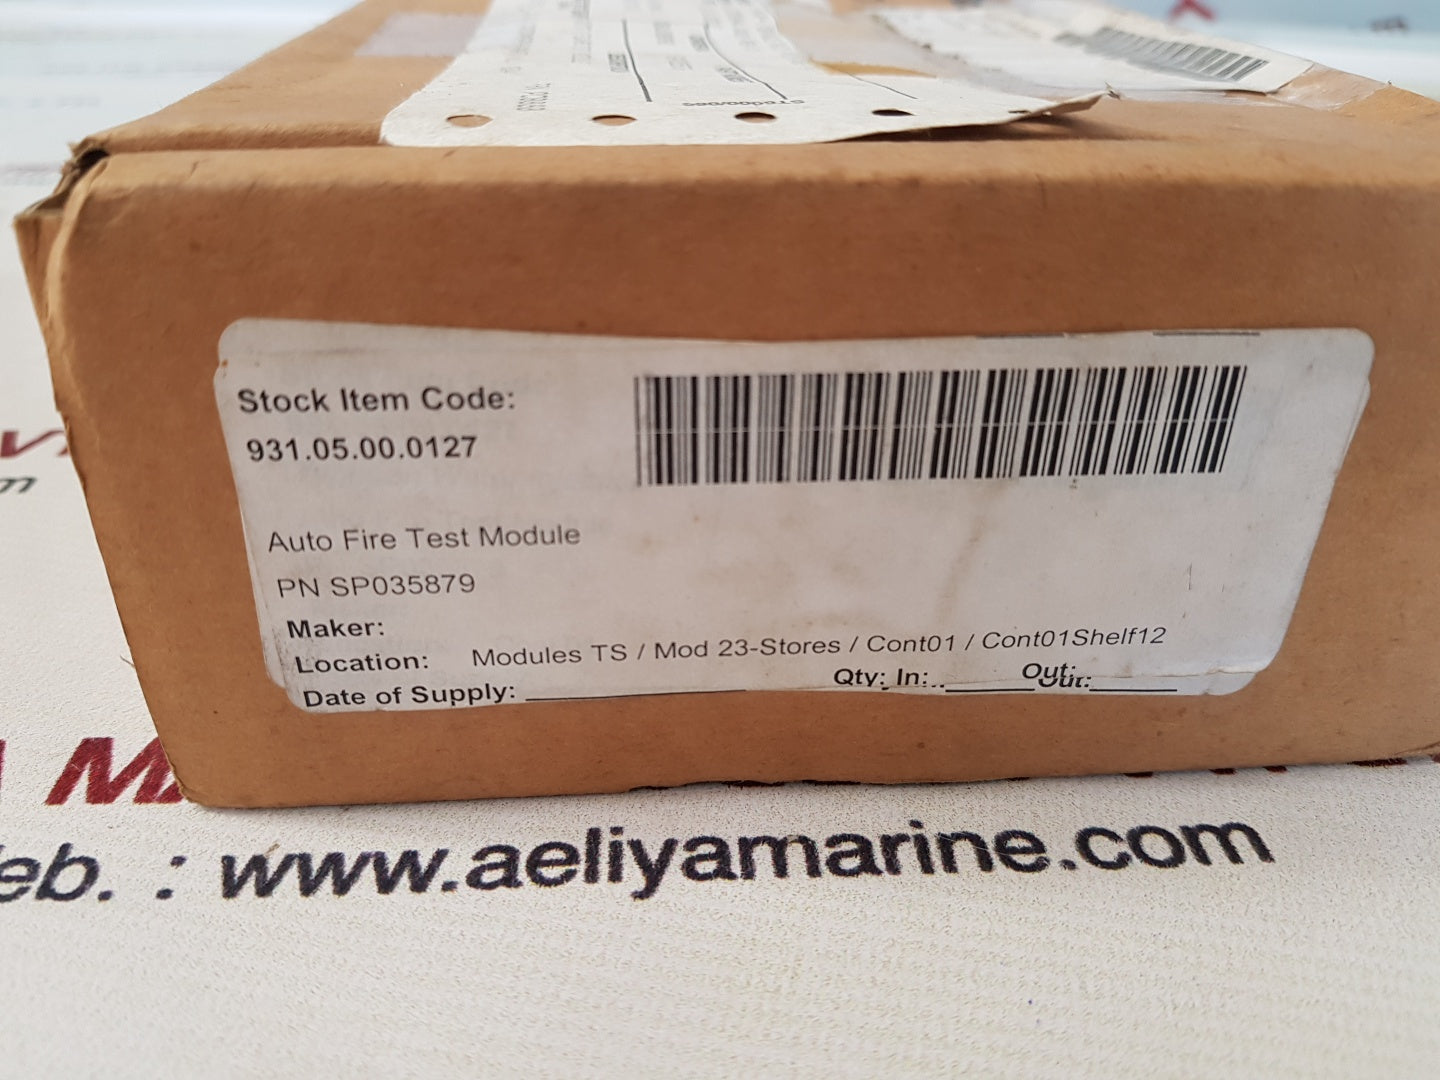 Stock Item Code:
931.05.00.0127
Auto Fire Test Module
PN SP035879
Maker:
Location: Modules TS / Mod 23-Stores / Cont01 / Cont01Shelf12
Date of Supply: Qty: In: Out:
: www.aeliyamarine.com